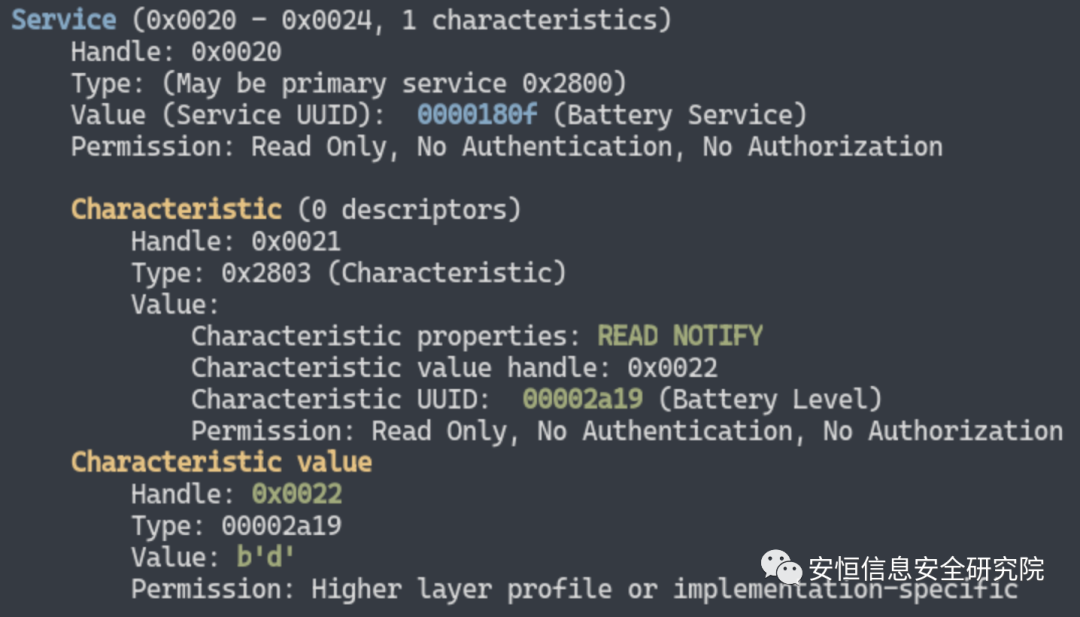 Service (0x0020 - 0x0024, 1 characteristics)
Handle: 0x0020
Type: (May be primary service 0x2800)
Value (Service UUID):  0000180f (Battery Service)
Permission: Read Only, No Authentication, No Authorization
Characteristic (0 descriptors)
Handle: 0x0021
Type: 0x2803 (Characteristic)
Value:
Characteristic properties: READ NOTIFY
Characteristic value handle: 0x0022
Characteristic UUID:  00002a19 (Battery Level)
Permission: Read Only, No Authentication, No Authorization
Characteristic value
Handle: 0x0022
Type: 00002a19
Value: b'd'
安恒信息安全研究院
Permission: Higher layer profile or implementation-specific